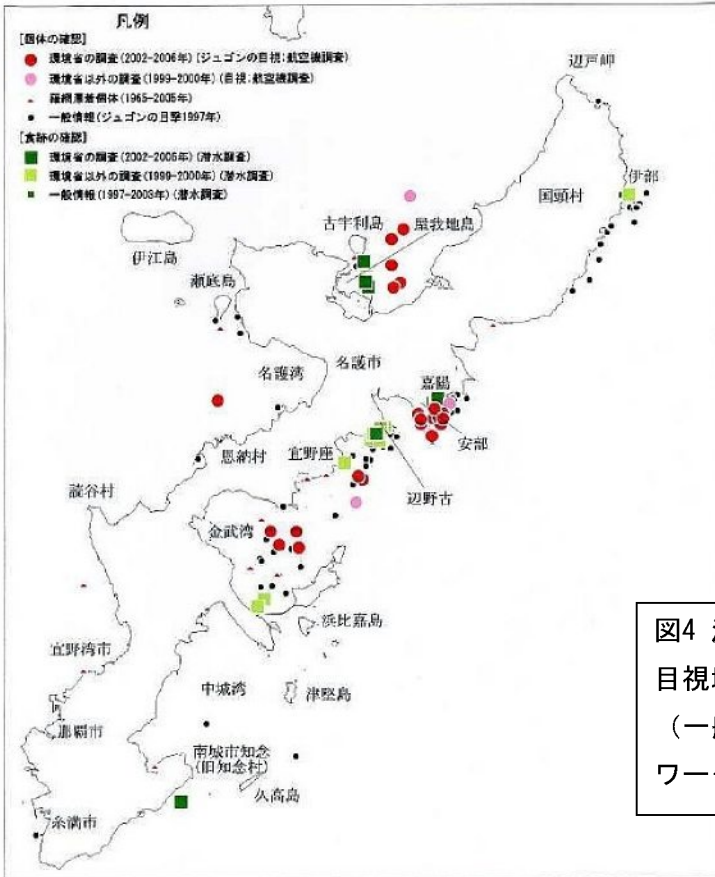 凡例
[個体の確認]
環境省の調査(2002-2006年)(ジュゴンの目視:航空機調査)
環境省以外の調査(1999-2000年)(目視:航空機調査)
羅網漂着個体(1965-2005年)
一般情報(ジュゴンの目撃1997年)
[食跡の確認]
環境省の調査(2002-2005年)(潜水調査)
環境省以外の調査(1999-2000年)(潜水調査)
一般情報(1997-2003年)(潜水調査)
辺戸岬
伊部
国頭村
古宇利島
屋我地島
伊江島
瀬底島
名護市
名護湾
嘉陽
安部
恩納村
宜野座
辺野古
読谷村
金武湾
浜比嘉島
宜野湾市
中城湾
津堅島
那覇市
南城市知念
(旧知念村)
久高島
糸満市
図4
目視
(一般
ワー